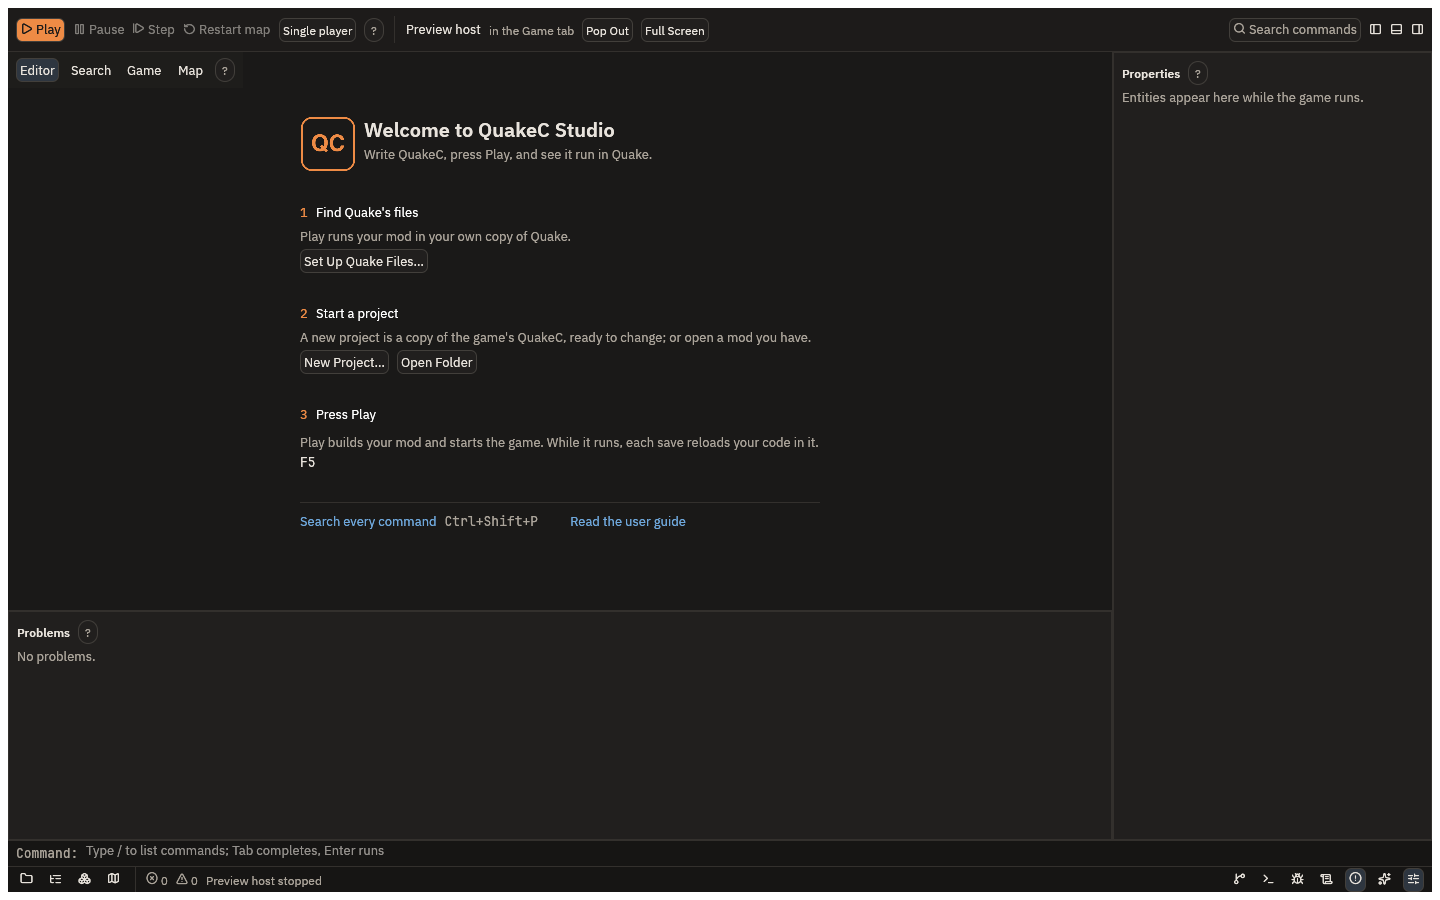 Play Pause Step Restart map Single player ? Preview host in the Game tab Pop Out Full Screen Search commands
Editor Search Game Map ?
Properties ?
Entities appear here while the game runs.
QC
Welcome to QuakeC Studio
Write QuakeC, press Play, and see it run in Quake.
1 Find Quake's files
Play runs your mod in your own copy of Quake.
Set Up Quake Files...
2 Start a project
A new project is a copy of the game's QuakeC, ready to change; or open a mod you have.
New Project... Open Folder
3 Press Play
Play builds your mod and starts the game. While it runs, each save reloads your code in it.
F5
Search every command Ctrl+Shift+P Read the user guide
Problems ?
No problems.
Command: Type / to list commands; Tab completes, Enter runs
0 0 Preview host stopped